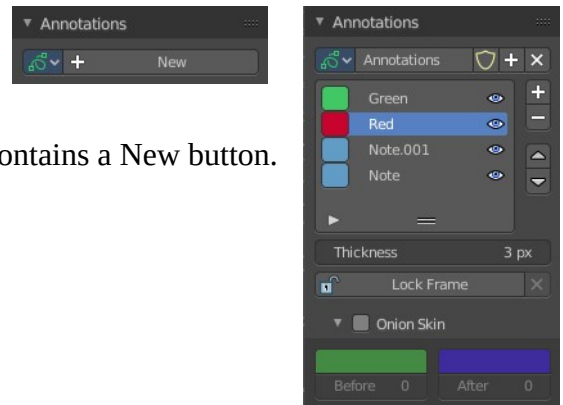 Annotations
New
ontains a New button.
Annotations
Annotations
Green
Red
Note.001
Note
Thickness 3 px
Lock Frame
Onion Skin
Before 0 After 0